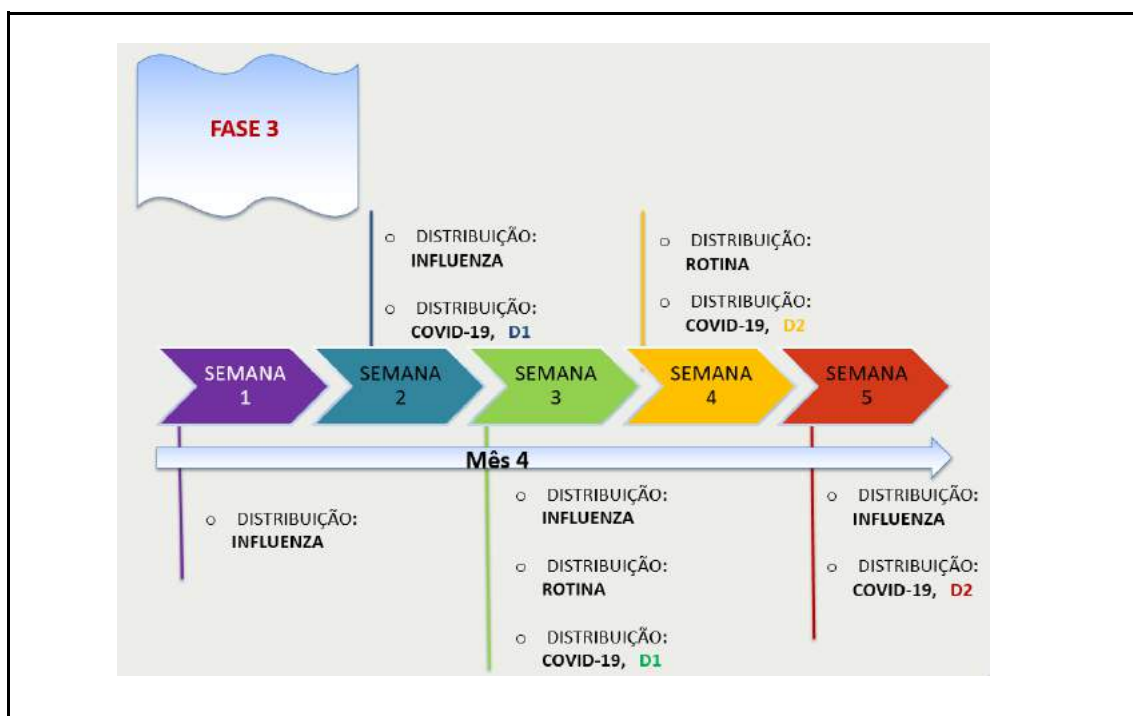 FASE 3
DISTRIBUIÇÃO:
INFLUENZA
DISTRIBUIÇÃO:
COVID-19, D1
DISTRIBUIÇÃO:
ROTINA
DISTRIBUIÇÃO:
COVID-19, D2
SEMANA
1
SEMANA
2
SEMANA
3
SEMANA
4
SEMANA
5
Mês 4
DISTRIBUIÇÃO:
INFLUENZA
DISTRIBUIÇÃO:
INFLUENZA
DISTRIBUIÇÃO:
ROTINA
DISTRIBUIÇÃO:
COVID-19, D1
DISTRIBUIÇÃO:
INFLUENZA
DISTRIBUIÇÃO:
COVID-19, D2